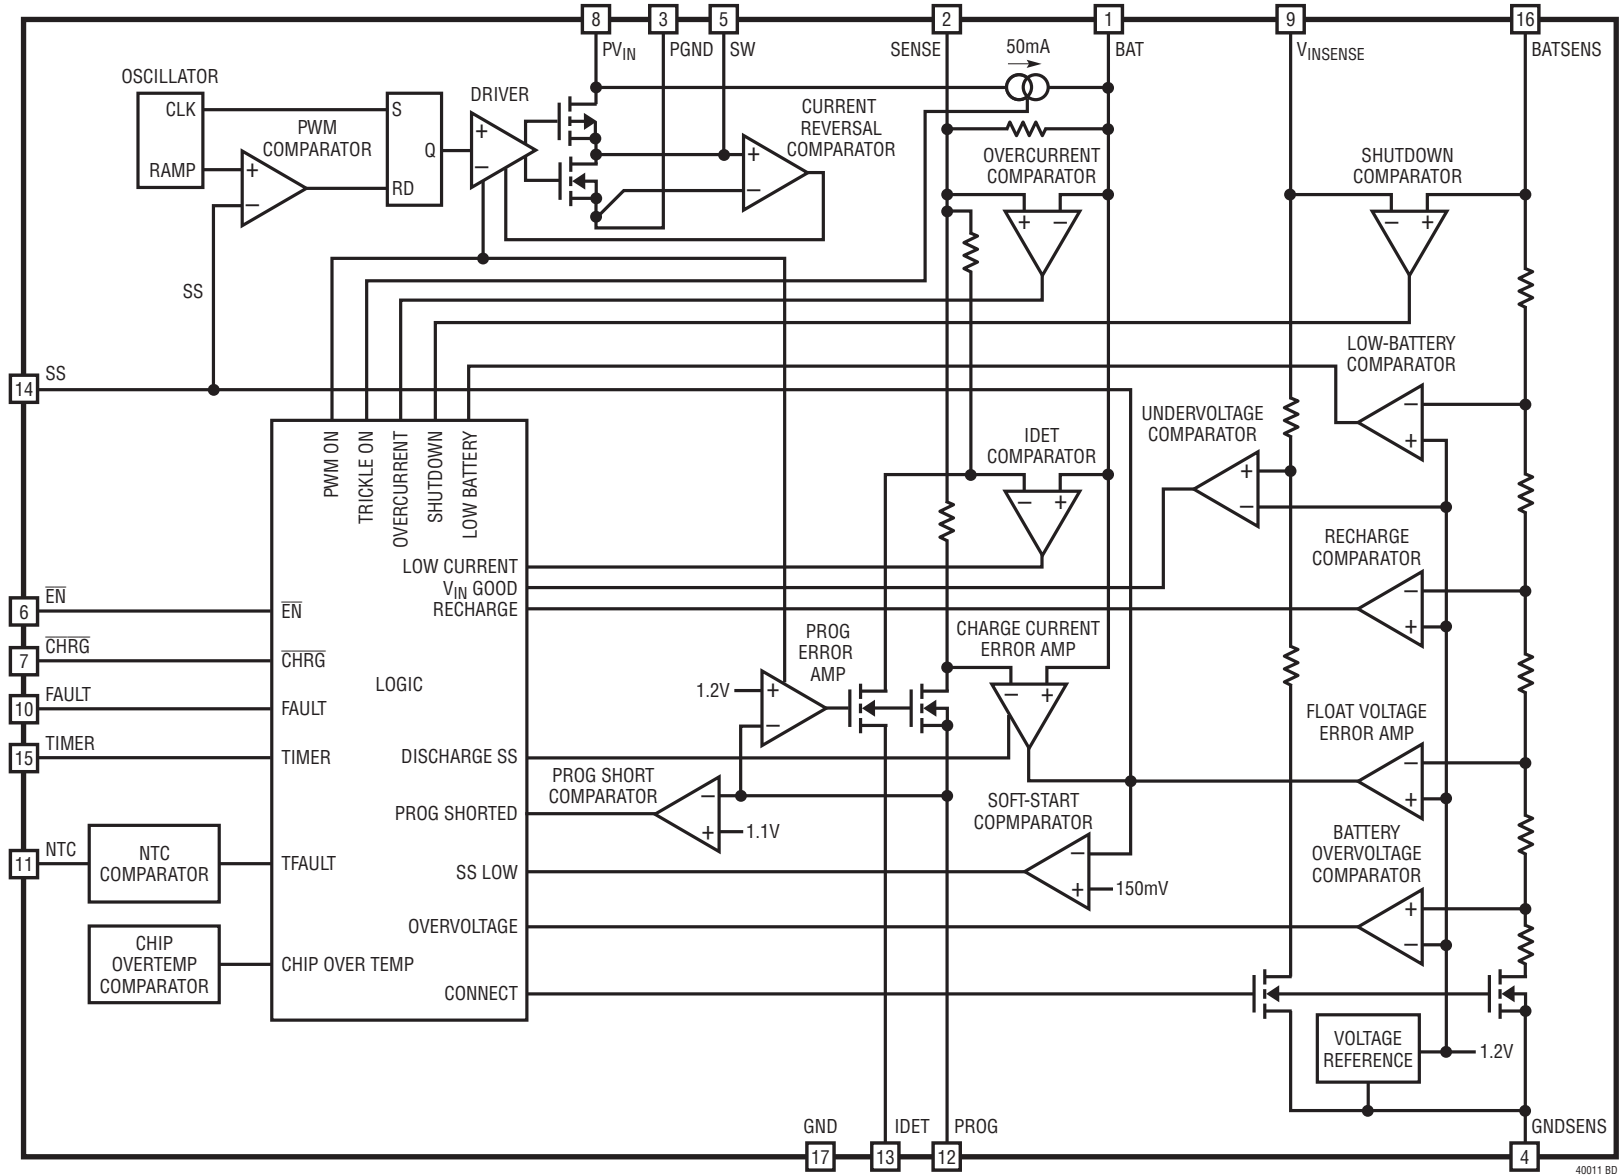 8
3
5
2
1
9
16
PVIN
PGND
SW
SENSE
50mA
BAT
VINSENSE
BATSENS
OSCILLATOR
CLK
RAMP
PWM
COMPARATOR
+
−
S
Q
RD
DRIVER
+
−
CURRENT
REVERSAL
COMPARATOR
+
−
OVERCURRENT
COMPARATOR
+ −
SHUTDOWN
COMPARATOR
− +
SS
14
SS
LOW-BATTERY
COMPARATOR
−
+
UNDERVOLTAGE
COMPARATOR
+
−
IDET
COMPARATOR
− +
PWM ON
TRICKLE ON
OVERCURRENT
SHUTDOWN
LOW BATTERY
LOW CURRENT
VIN GOOD
RECHARGE
RECHARGE
COMPARATOR
−
+
6
EN
EN
7
CHRG
CHRG
10
FAULT
FAULT
15
TIMER
TIMER
LOGIC
PROG
ERROR
AMP
1.2V
+
−
CHARGE CURRENT
ERROR AMP
− +
FLOAT VOLTAGE
ERROR AMP
−
+
DISCHARGE SS
PROG SHORT
COMPARATOR
−
+
1.1V
PROG SHORTED
SOFT-START
COPMPARATOR
−
+
150mV
BATTERY
OVERVOLTAGE
COMPARATOR
+
−
11
NTC
NTC
COMPARATOR
TFAULT
SS LOW
OVERVOLTAGE
CHIP
OVERTEMP
COMPARATOR
CHIP OVER TEMP
CONNECT
VOLTAGE
REFERENCE
1.2V
GND
IDET
PROG
GNDSENS
17
13
12
4
40011 BD